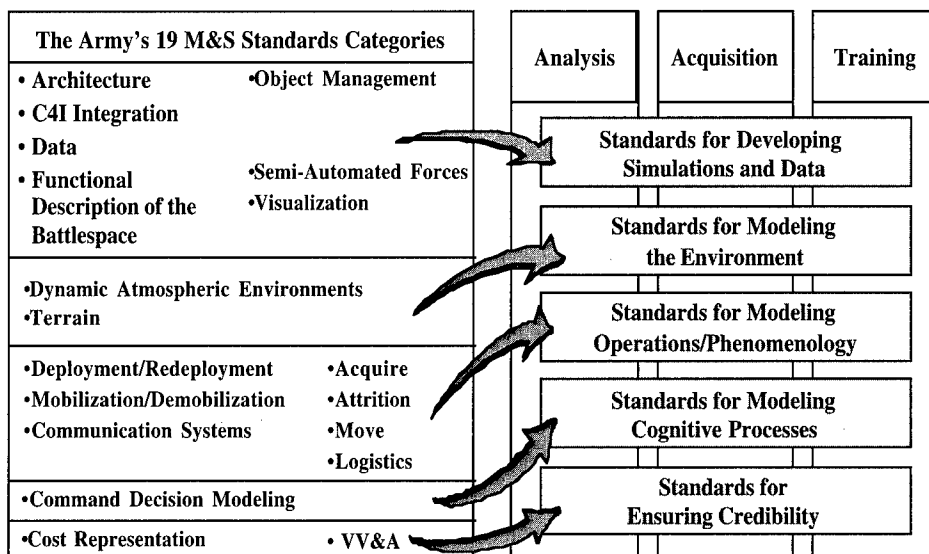 The Army's 19 M&S Standards Categories
• Architecture
• C4I Integration
• Data
• Functional
Description of the
Battlespace
•Object Management
•Semi-Automated Forces
•Visualization
•Dynamic Atmospheric Environments
•Terrain
•Deployment/Redeployment
•Mobilization/Demobilization
•Communication Systems
•Acquire
•Attrition
•Move
•Logistics
•Command Decision Modeling
•Cost Representation
• VV&A
Analysis
Acquisition
Training
Standards for Developing
Simulations and Data
Standards for Modeling
the Environment
Standards for Modeling
Operations/Phenomenology
Standards for Modeling
Cognitive Processes
Standards for
Ensuring Credibility